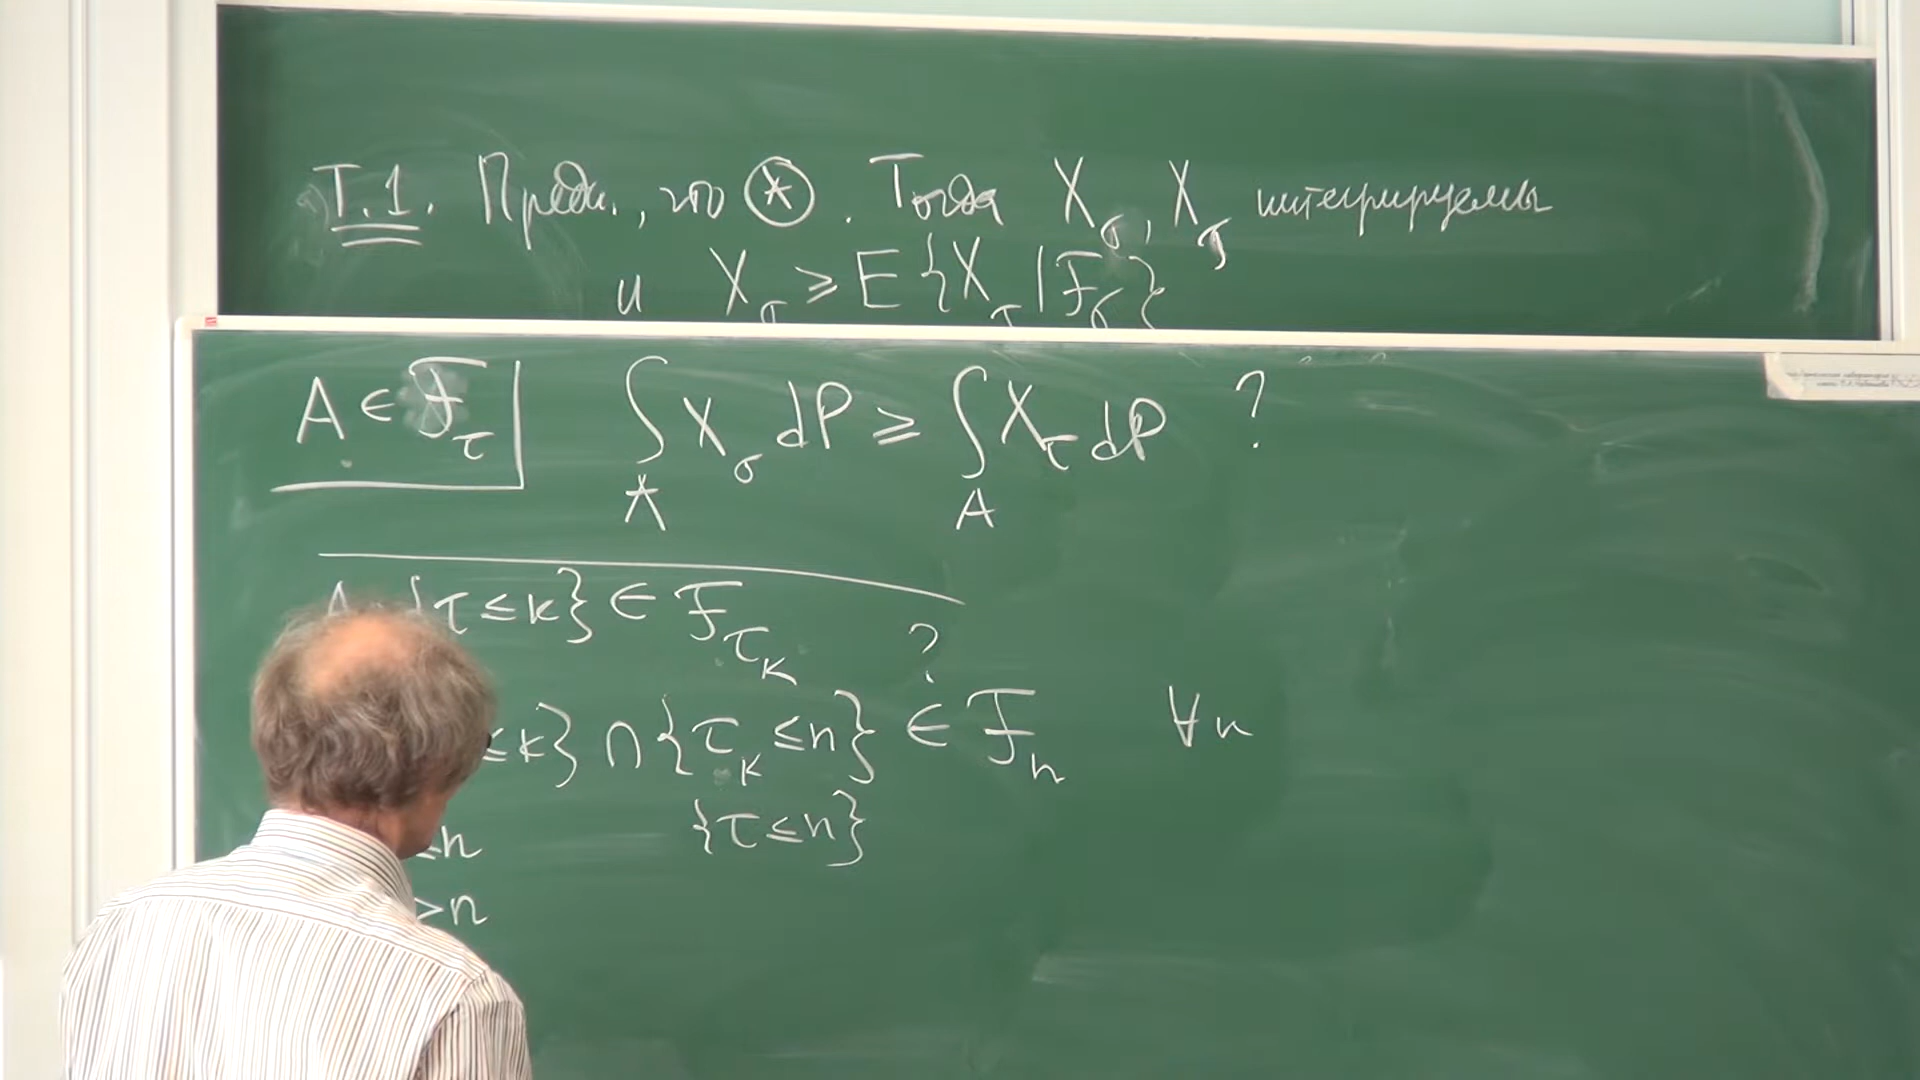 Т.1. Предп., что ⊛. Тогда X_σ, X_τ интегрируемы
и X_σ ≥ E{X_τ | F_σ}
A ∈ F_τ ∫_A X_σ dP ≥ ∫_A X_τ dP ?
{τ ≤ k} ∈ F_{τ_k}
≤ k} ∩ {τ_k ≤ n} ∈ F_n ∀n
?
{τ ≤ n}
≤ n
> n